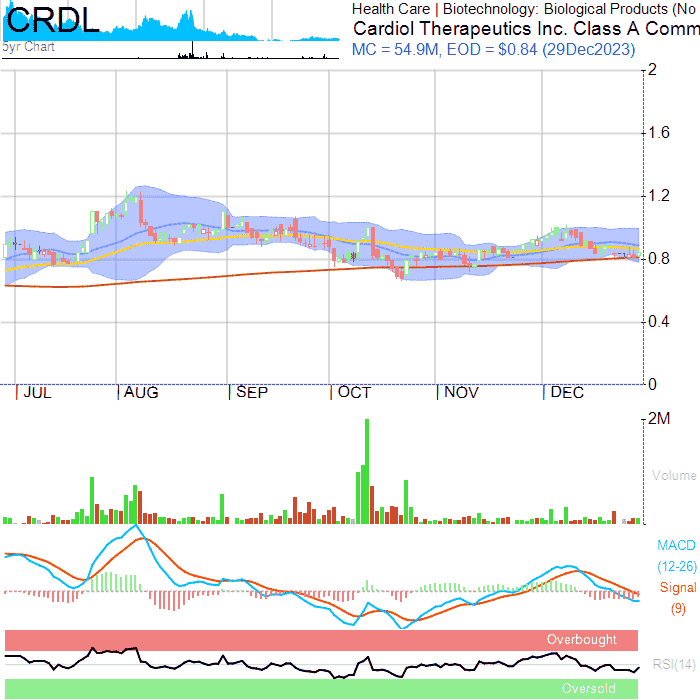 CRDL
5yr Chart
Health Care | Biotechnology: Biological Products (No
Cardiol Therapeutics Inc. Class A Comm
MC = 54.9M, EOD = $0.84 (29Dec2023)
2
1.6
1.2
0.8
0.4
0
JUL AUG SEP OCT NOV DEC
2M
Volume
MACD
(12-26)
Signal
(9)
Overbought
RSI(14)
Oversold